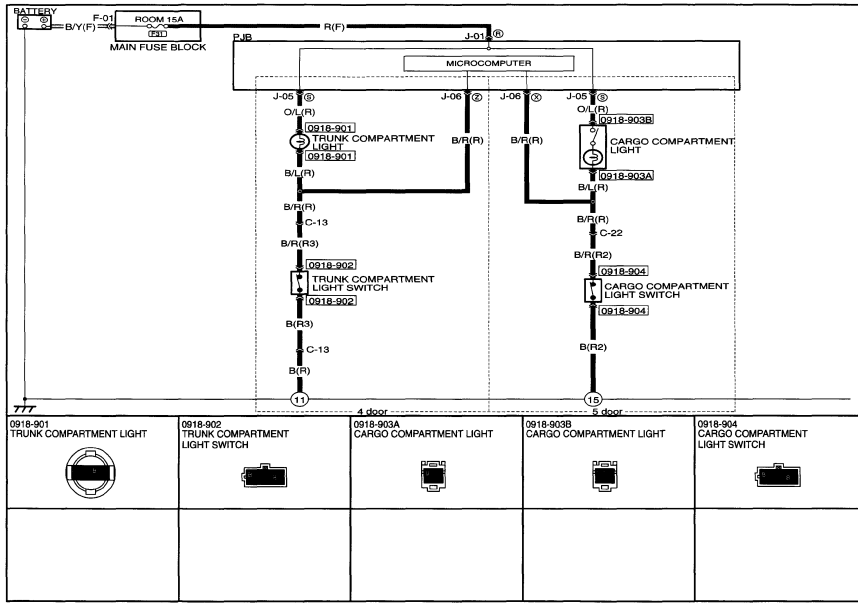 BATTERY
B/Y(F)
F-01
ROOM 15A
F31
MAIN FUSE BLOCK
R(F)
J-01 R
PJB
MICROCOMPUTER
J-05 S
J-06 Z
J-06 X
J-05 S
O/L(R)
O/L(R)
0918-901
0918-903B
TRUNK COMPARTMENT
LIGHT
B/R(R)
B/R(R)
CARGO COMPARTMENT
LIGHT
0918-901
B/L(R)
0918-903A
B/L(R)
B/R(R)
B/R(R)
C-13
C-22
B/R(R3)
B/R(R2)
0918-902
0918-904
TRUNK COMPARTMENT
LIGHT SWITCH
CARGO COMPARTMENT
LIGHT SWITCH
0918-902
0918-904
B(R3)
B(R2)
C-13
B(R)
11
15
4 door
5 door
0918-901
TRUNK COMPARTMENT LIGHT
0918-902
TRUNK COMPARTMENT
LIGHT SWITCH
0918-903A
CARGO COMPARTMENT LIGHT
0918-903B
CARGO COMPARTMENT LIGHT
0918-904
CARGO COMPARTMENT
LIGHT SWITCH